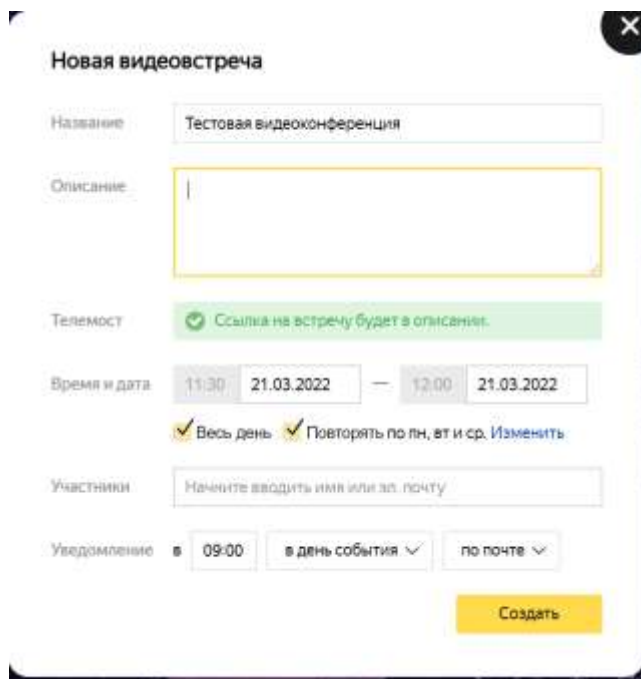 Новая видеовстреча
Название Тестовая видеоконференция
Описание
Телемост Ссылка на встречу будет в описании.
Время и дата 11:30 21.03.2022 — 12:00 21.03.2022
Весь день Повторять по пн, вт и ср. Изменить
Участники Начните вводить имя или эл. почту
Уведомление в 09:00 в день события по почте
Создать